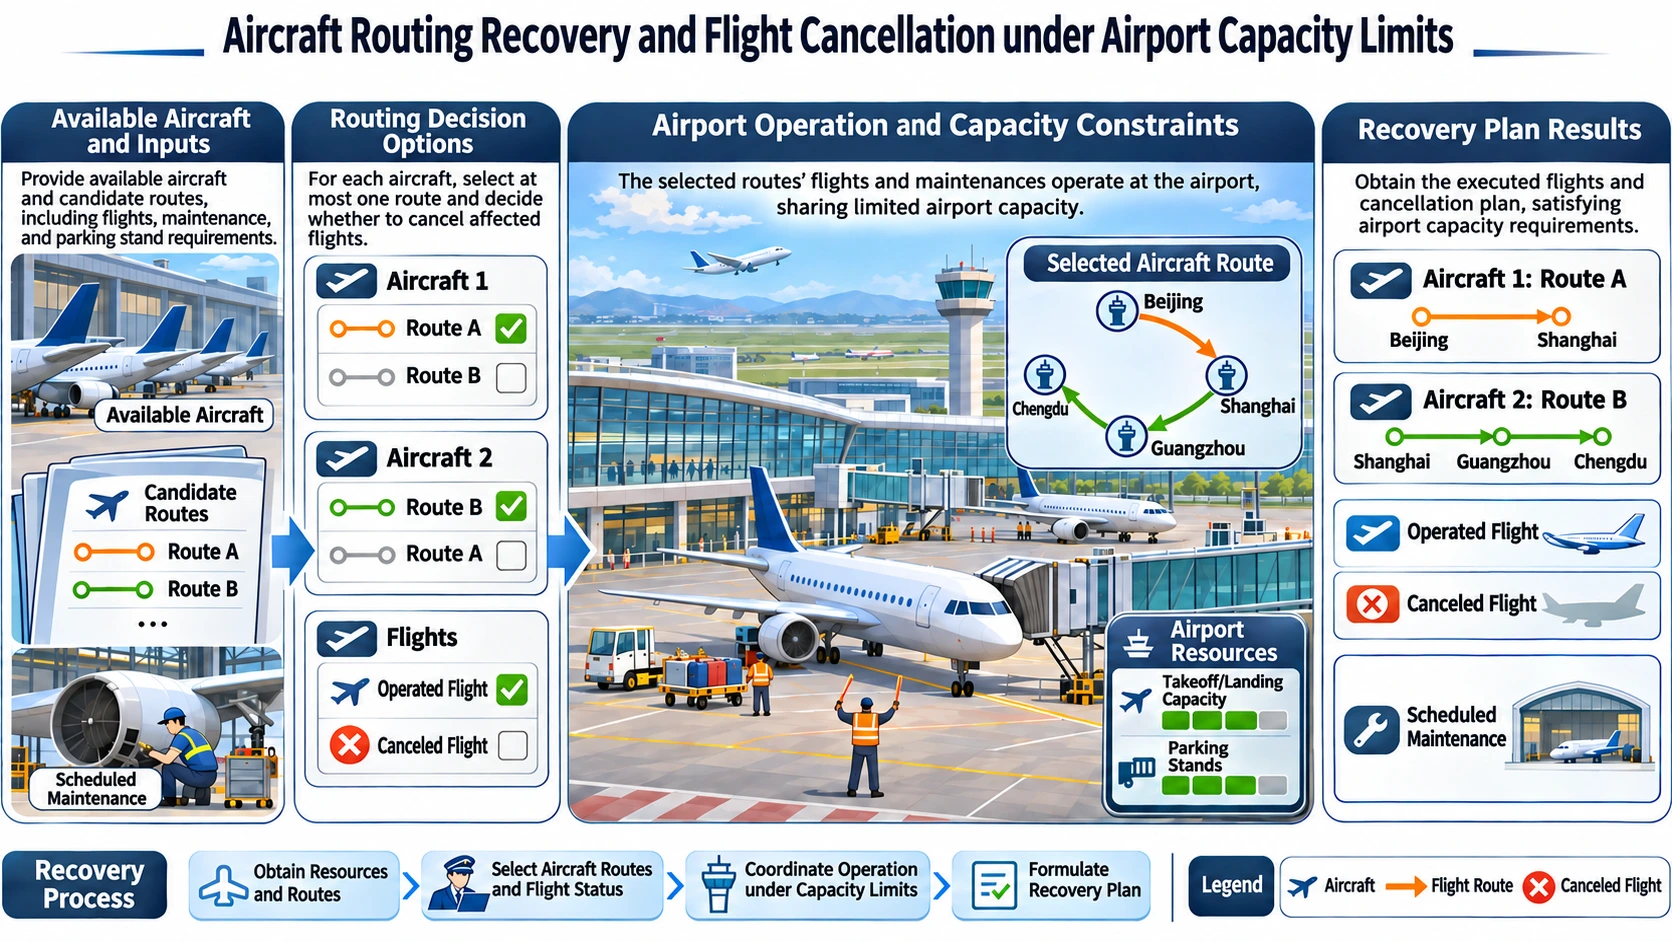 Aircraft Routing Recovery and Flight Cancellation under Airport Capacity Limits
Available Aircraft
and Inputs
Provide available aircraft
and candidate routes,
including flights, maintenance,
and parking stand requirements.
Available Aircraft
Candidate
Routes
Route A
Route B
...
Scheduled
Maintenance
Routing Decision
Options
For each aircraft, select at
most one route and decide
whether to cancel affected
flights.
Aircraft 1
Route A
Route B
Aircraft 2
Route B
Route A
Flights
Operated Flight
Canceled Flight
Airport Operation and Capacity Constraints
The selected routes' flights and maintenances operate at the airport,
sharing limited airport capacity.
Selected Aircraft Route
Beijing
Chengdu
Shanghai
Guangzhou
Airport
Resources
Takeoff/Landing
Capacity
Parking
Stands
Recovery Plan Results
Obtain the executed flights and
cancellation plan, satisfying
airport capacity requirements.
Aircraft 1: Route A
Beijing Shanghai
Aircraft 2: Route B
Shanghai Guangzhou Chengdu
Operated Flight
Canceled Flight
Scheduled
Maintenance
Recovery
Process
Obtain Resources
and Routes
Select Aircraft Routes
and Flight Status
Coordinate Operation
under Capacity Limits
Formulate
Recovery Plan
Legend
Aircraft Flight Route Canceled Flight